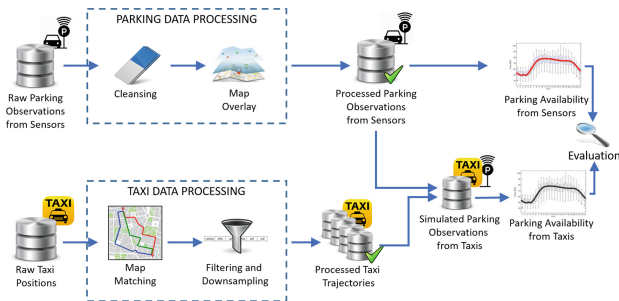 PARKING DATA PROCESSING
P
P
Raw Parking
Observations
from Sensors
Cleansing
Map
Overlay
Processed Parking
Observations
from Sensors
Parking Availability
from Sensors
Evaluation
TAXI DATA PROCESSING
TAXI
TAXI
TAXI
P
Raw Taxi
Positions
Map
Matching
Filtering and
Downsampling
Processed Taxi
Trajectories
Simulated Parking
Observations
from Taxis
Parking Availability
from Taxis